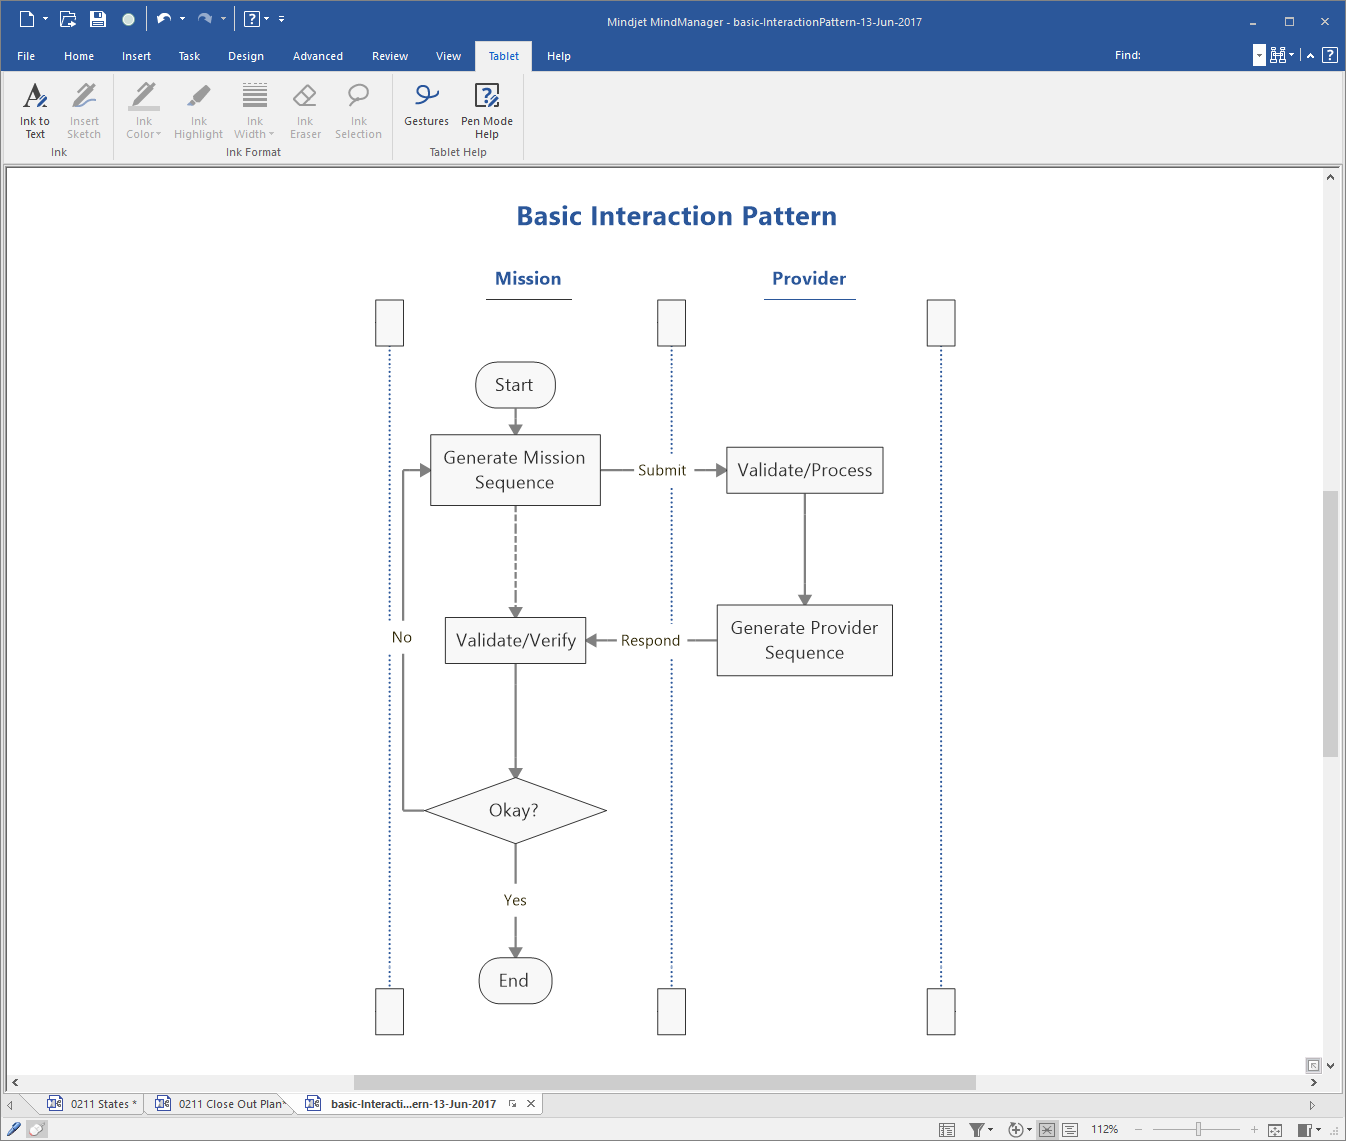 Mindjet MindManager - basic-InteractionPattern-13-Jun-2017
File Home Insert Task Design Advanced Review View Tablet Help Find:
Ink to Text
Insert Sketch
Ink Color
Ink Highlight
Ink Width
Ink Eraser
Ink Selection
Gestures
Pen Mode Help
Ink Ink Format Tablet Help
Basic Interaction Pattern
Mission Provider
Start
Generate Mission
Sequence
Submit
Validate/Process
No
Validate/Verify
Respond
Generate Provider
Sequence
Okay?
Yes
End
0211 States * 0211 Close Out Plan* basic-Interacti...ern-13-Jun-2017
112%